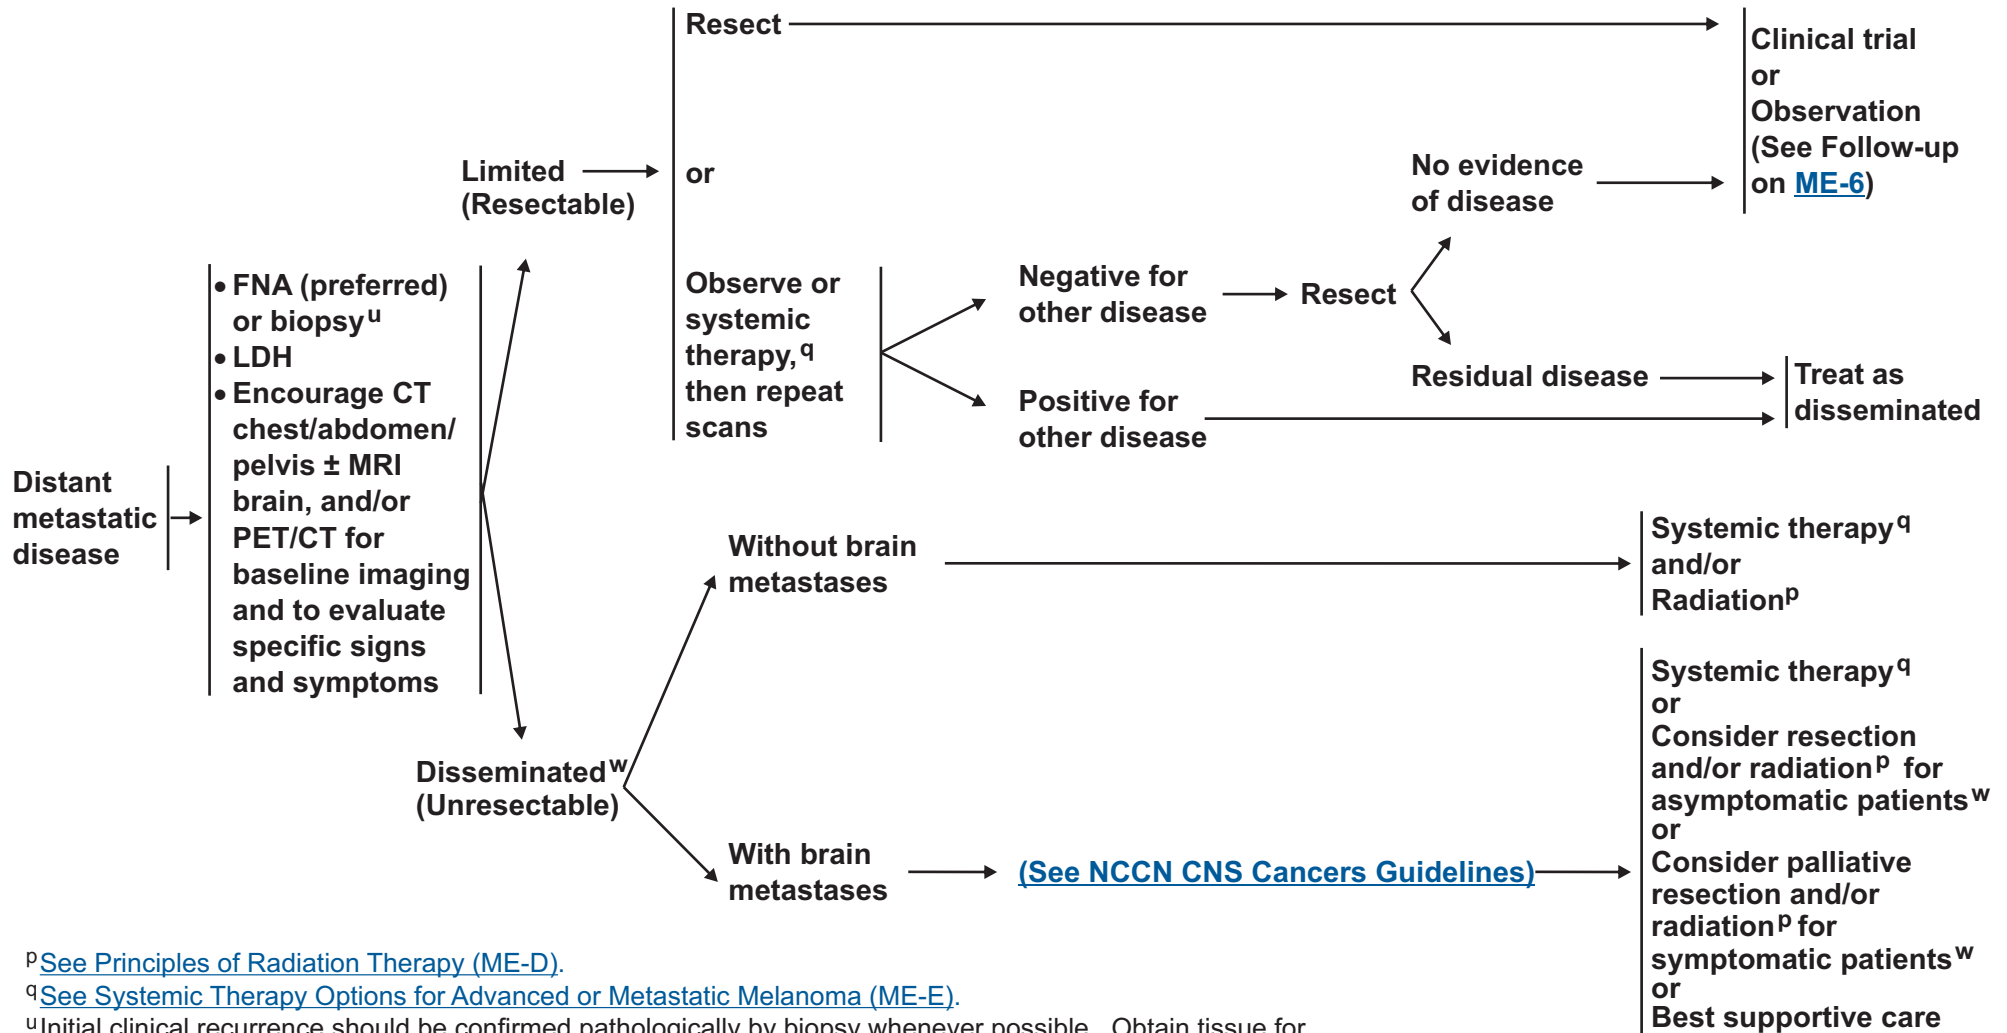 Distant
metastatic
disease
• FNA (preferred)
or biopsyᵘ
• LDH
• Encourage CT
chest/abdomen/
pelvis ± MRI
brain, and/or
PET/CT for
baseline imaging
and to evaluate
specific signs
and symptoms
Limited
(Resectable)
Resect
or
Observe or
systemic
therapy,q
then repeat
scans
Negative for
other disease
Positive for
other disease
Resect
No evidence
of disease
Residual disease
Clinical trial
or
Observation
(See Follow-up
on ME-6)
Treat as
disseminated
Disseminatedʷ
(Unresectable)
Without brain
metastases
Systemic therapyq
and/or
Radiationᵖ
With brain
metastases
(See NCCN CNS Cancers Guidelines)
Systemic therapyq
or
Consider resection
and/or radiationᵖ for
asymptomatic patientsʷ
or
Consider palliative
resection and/or
radiationᵖ for
symptomatic patientsʷ
or
Best supportive care
ᵖSee Principles of Radiation Therapy (ME-D).
qSee Systemic Therapy Options for Advanced or Metastatic Melanoma (ME-E).
ᵘInitial clinical recurrence should be confirmed pathologically by biopsy whenever possible. Obtain tissue for